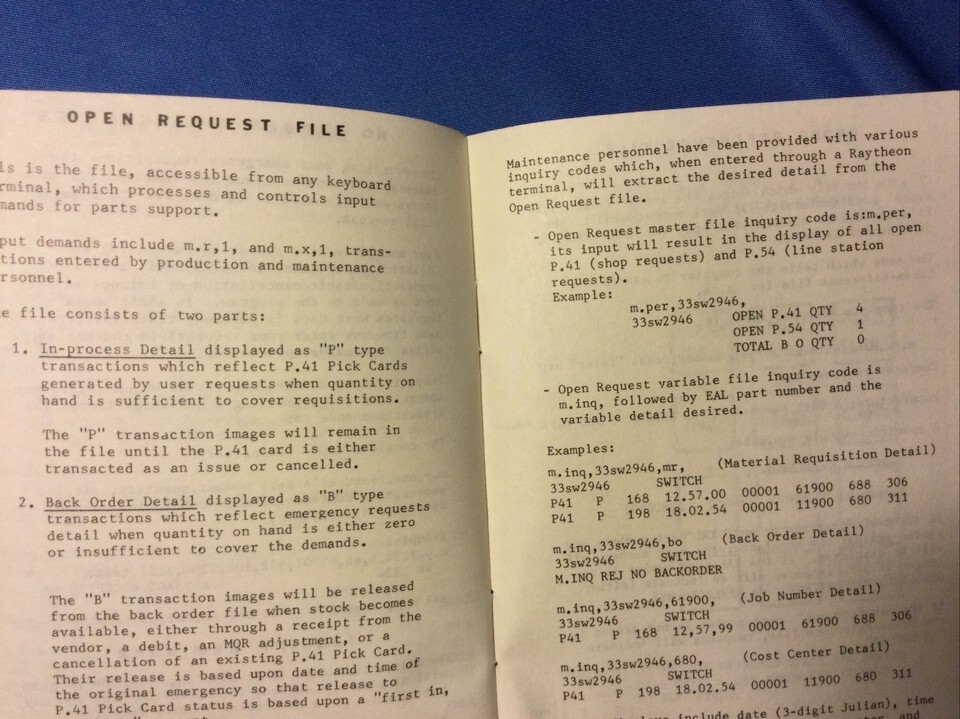 OPEN REQUEST FILE
is is the file, accessible from any keyboard
rminal, which processes and controls input
mands for parts support.
put demands include m.r,1, and m.x,1, trans-
tions entered by production and maintenance
rsonnel.
e file consists of two parts:
1. In-process Detail displayed as "P" type
transactions which reflect P.41 Pick Cards
generated by user requests when quantity on
hand is sufficient to cover requisitions.
The "P" transaction images will remain in
the file until the P.41 card is either
transacted as an issue or cancelled.
2. Back Order Detail displayed as "B" type
transactions which reflect emergency requests
detail when quantity on hand is either zero
or insufficient to cover the demands.
The "B" transaction images will be released
from the back order file when stock becomes
available, either through a receipt from the
vendor, a debit, an MQR adjustment, or a
cancellation of an existing P.41 Pick Card.
Their release is based upon date and time of
the original emergency so that release to
P.41 Pick Card status is based upon a "first in,
Maintenance personnel have been provided with various
inquiry codes which, when entered through a Raytheon
terminal, will extract the desired detail from the
Open Request file.
- Open Request master file inquiry code is:m.per,
its input will result in the display of all open
P.41 (shop requests) and P.54 (line station
requests).
Example:
m.per,33sw2946,
33sw2946 OPEN P.41 QTY 4
OPEN P.54 QTY 1
TOTAL B O QTY 0
- Open Request variable file inquiry code is
m.inq, followed by EAL part number and the
variable detail desired.
Examples:
m.inq,33sw2946,mr, (Material Requisition Detail)
33sw2946 SWITCH
P41 P 168 12.57.00 00001 61900 688 306
P41 P 198 18.02.54 00001 11900 680 311
m.inq,33sw2946,bo (Back Order Detail)
33sw2946 SWITCH
M.INQ REJ NO BACKORDER
m.inq,33sw2946,61900, (Job Number Detail)
33sw2946 SWITCH
P41 P 168 12,57,99 00001 61900 688 306
m.inq,33sw2946,680, (Cost Center Detail)
33sw2946 SWITCH
P41 P 198 18.02.54 00001 11900 680 311
include date (3-digit Julian), time
and